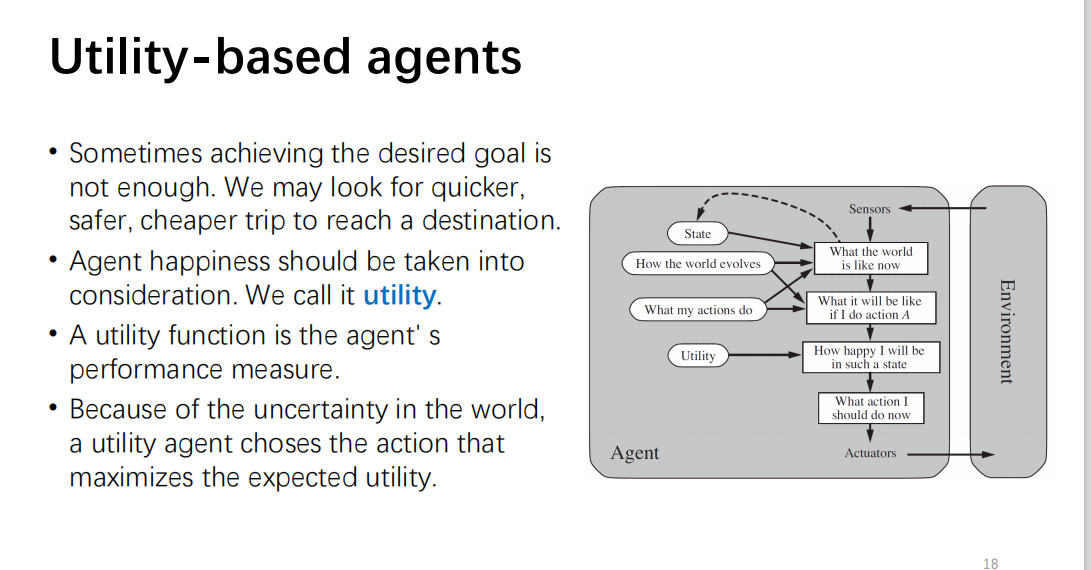 Utility-based agents
• Sometimes achieving the desired goal is
not enough. We may look for quicker,
safer, cheaper trip to reach a destination.
• Agent happiness should be taken into
consideration. We call it utility.
• A utility function is the agent' s
performance measure.
• Because of the uncertainty in the world,
a utility agent choses the action that
maximizes the expected utility.
Sensors
State
What the world
is like now
How the world evolves
What it will be like
if I do action A
What my actions do
How happy I will be
in such a state
Utility
What action I
should do now
Agent
Actuators
Environment
18